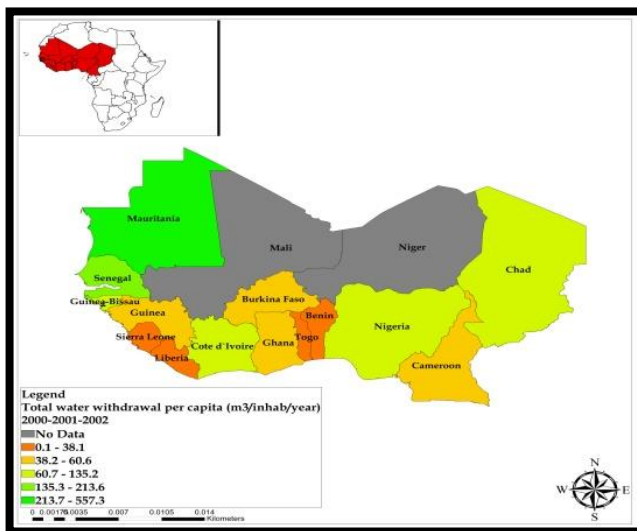 Mauritania
Mali
Niger
Chad
Senegal
Guinea-Bissau
Guinea
Burkina Faso
Benin
Nigeria
Sierra Leone
Cote d`Ivoire
Ghana
Togo
Liberia
Cameroon
Legend
Total water withdrawal per capita (m3/inhab/year)
2000-2001-2002
No Data
0.1 - 38.1
38.2 - 60.6
60.7 - 135.2
135.3 - 213.6
213.7 - 557.3
0 0.00175 0.0035 0.007 0.0105 0.014
Kilometers
N
W E
S